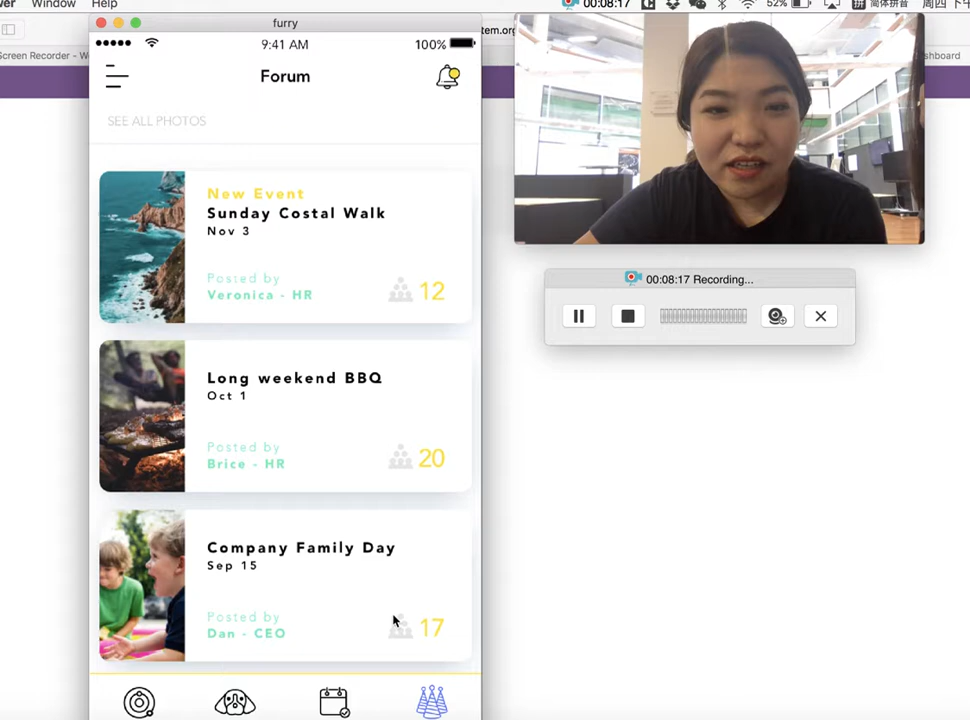 Window Help 00:08:17 52% 简体拼音 周四
furry
Screen Recorder - W
tem.org
shboard
9:41 AM 100%
Forum
SEE ALL PHOTOS
New Event
Sunday Costal Walk
Nov 3
Posted by
Veronica - HR
12
Long weekend BBQ
Oct 1
Posted by
Brice - HR
20
Company Family Day
Sep 15
Posted by
Dan - CEO
17
00:08:17 Recording...